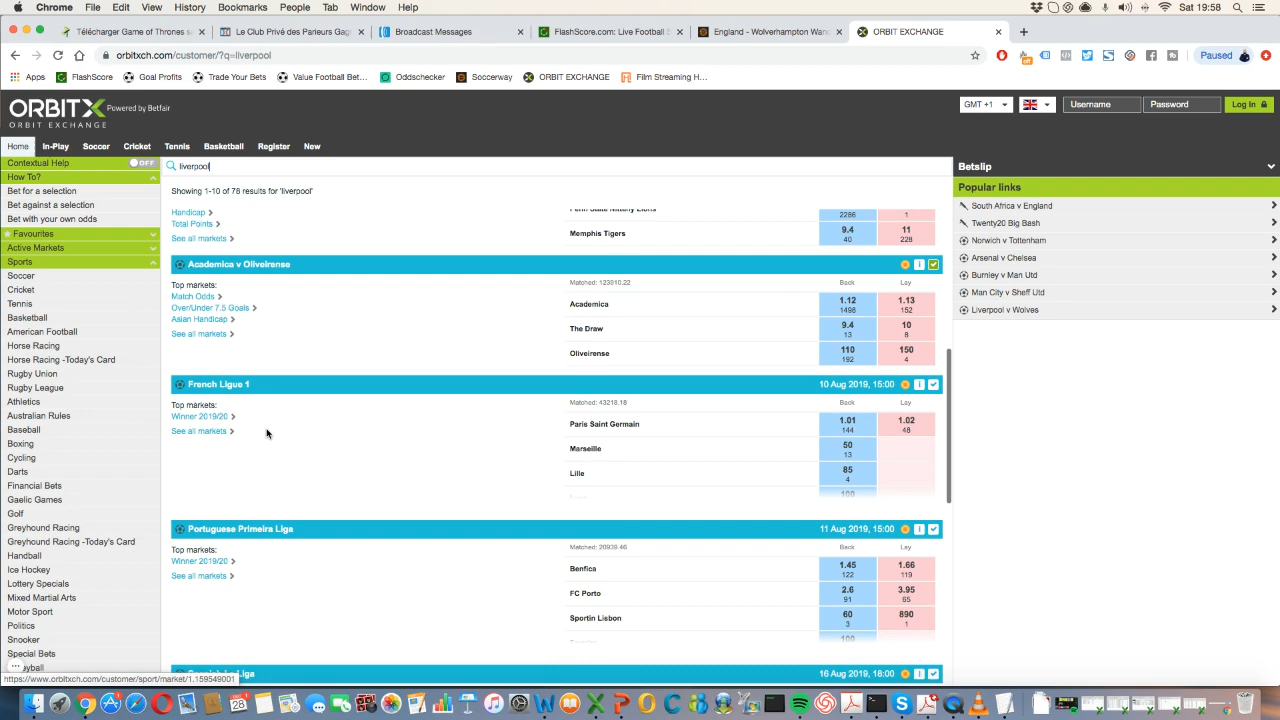 Chrome File Edit View History Bookmarks People Tab Window Help Sat 19:58
Télécharger Game of Thrones sa Le Club Privé des Parieurs Gag Broadcast Messages FlashScore.com: Live Football S England - Wolverhampton Wand ORBIT EXCHANGE
orbitxch.com/customer/?q=liverpool Paused
Apps FlashScore Goal Profits Trade Your Bets Value Football Bet... Oddschecker Soccerway ORBIT EXCHANGE Film Streaming H...
ORBITX Powered by Betfair
ORBIT EXCHANGE
GMT +1 Username Password Log In
Home In-Play Soccer Cricket Tennis Basketball Register New
Contextual Help OFF
How To?
Bet for a selection
Bet against a selection
Bet with your own odds
Favourites
Active Markets
Sports
Soccer
Cricket
Tennis
Basketball
American Football
Horse Racing
Horse Racing -Today's Card
Rugby Union
Rugby League
Athletics
Australian Rules
Baseball
Boxing
Cycling
Darts
Financial Bets
Gaelic Games
Golf
Greyhound Racing
Greyhound Racing -Today's Card
Handball
Ice Hockey
Lottery Specials
Mixed Martial Arts
Motor Sport
Politics
Snooker
Special Bets
liverpool
Showing 1-10 of 78 results for 'liverpool'
Handicap
Total Points
See all markets
Penn State Nittany Lions 2286 1
Memphis Tigers 9.4 11
40 228
Academica v Oliveirense
Top markets:
Match Odds
Over/Under 7.5 Goals
Asian Handicap
See all markets
Matched: 123910.22 Back Lay
Academica 1.12 1.13
1498 152
The Draw 9.4 10
13 8
Oliveirense 110 150
192 4
French Ligue 1 10 Aug 2019, 15:00
Top markets:
Winner 2019/20
See all markets
Matched: 43218.18 Back Lay
Paris Saint Germain 1.01 1.02
144 48
Marseille 50
13
Lille 85
4
100
Portuguese Primeira Liga 11 Aug 2019, 15:00
Top markets:
Winner 2019/20
See all markets
Matched: 20939.46 Back Lay
Benfica 1.45 1.66
122 119
FC Porto 2.6 3.95
91 65
Sportin Lisbon 60 890
3 1
100
16 Aug 2019, 18:00
Betslip
Popular links
South Africa v England
Twenty20 Big Bash
Norwich v Tottenham
Arsenal v Chelsea
Burnley v Man Utd
Man City v Sheff Utd
Liverpool v Wolves
https://www.orbitxch.com/customer/sport/market/1.159549001